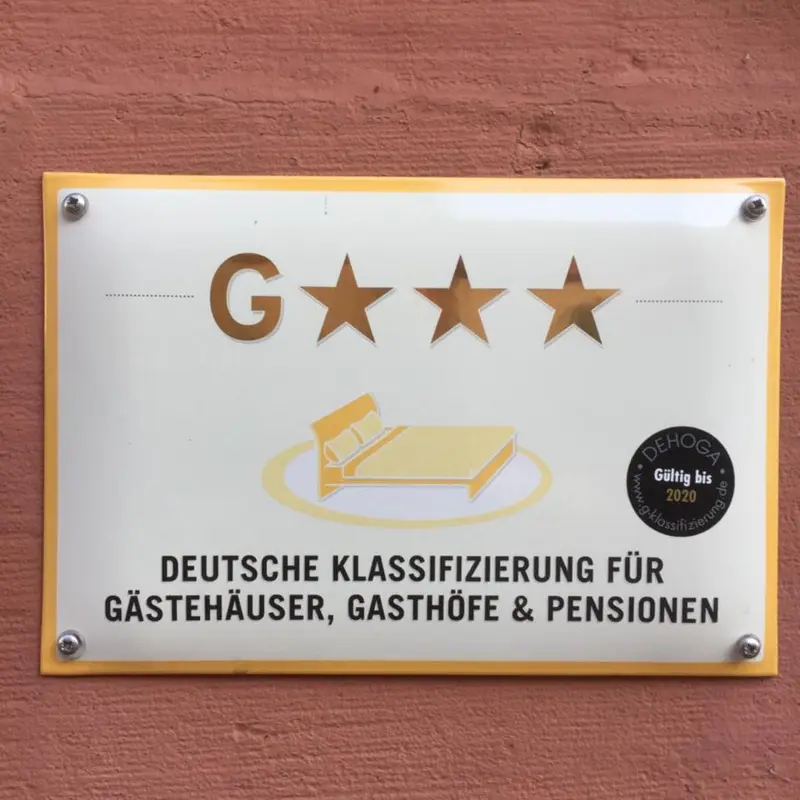 G★★★
DEHOGA
Gültig bis
2020
www.g-klassifizierung.de
DEUTSCHE KLASSIFIZIERUNG FÜR
GÄSTEHÄUSER, GASTHÖFE & PENSIONEN